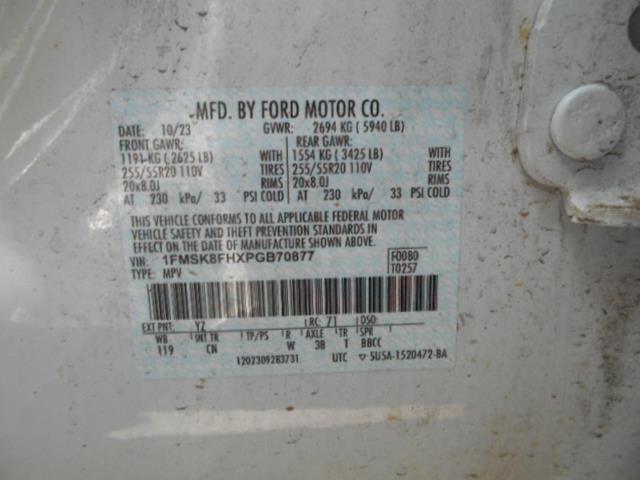 MFD. BY FORD MOTOR CO.
DATE: 10/23 GVWR: 2694 KG ( 5940 LB)
FRONT GAWR: REAR GAWR:
1191 KG ( 2625 LB) WITH 1554 KG ( 3425 LB) WITH
255/55R20 110V TIRES 255/55R20 110V TIRES
20x8.0J RIMS 20x8.0J RIMS
AT 230 kPa/ 33 PSI COLD AT 230 kPa/ 33 PSI COLD
THIS VEHICLE CONFORMS TO ALL APPLICABLE FEDERAL MOTOR
VEHICLE SAFETY AND THEFT PREVENTION STANDARDS IN
EFFECT ON THE DATE OF MANUFACTURE SHOWN ABOVE.
VIN: 1FMSK8FHXPGB70877 F0080
TYPE: MPV T0257
EXT PNT: YZ RC: 71 DSO:
WB INT TR TP/PS R AXLE TR SPR
119 CN W 3B T BBCC
1202309283731 UTC 5U5A-1520472-BA